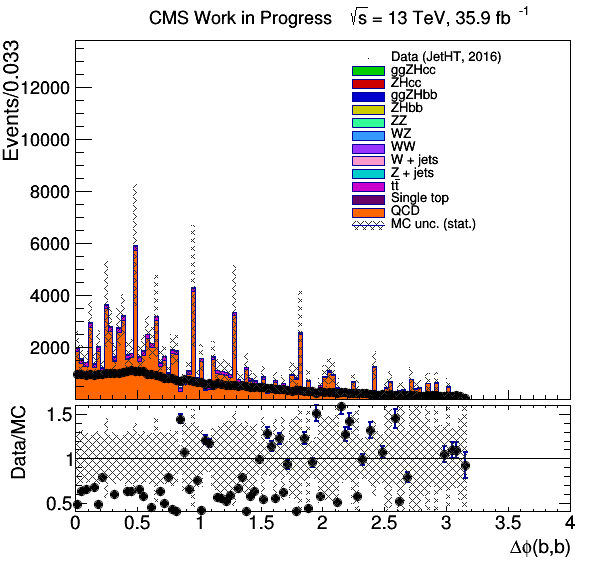 CMS Work in Progress √s = 13 TeV, 35.9 fb -1
Events/0.033
12000
10000
8000
6000
4000
2000
Data (JetHT, 2016)
ggZHcc
ZHcc
ggZHbb
ZHbb
ZZ
WZ
WW
W + jets
Z + jets
tt̄
Single top
QCD
MC unc. (stat.)
Data/MC
1.5
1
0.5
0 0.5 1 1.5 2 2.5 3 3.5 4
Δϕ(b,b)